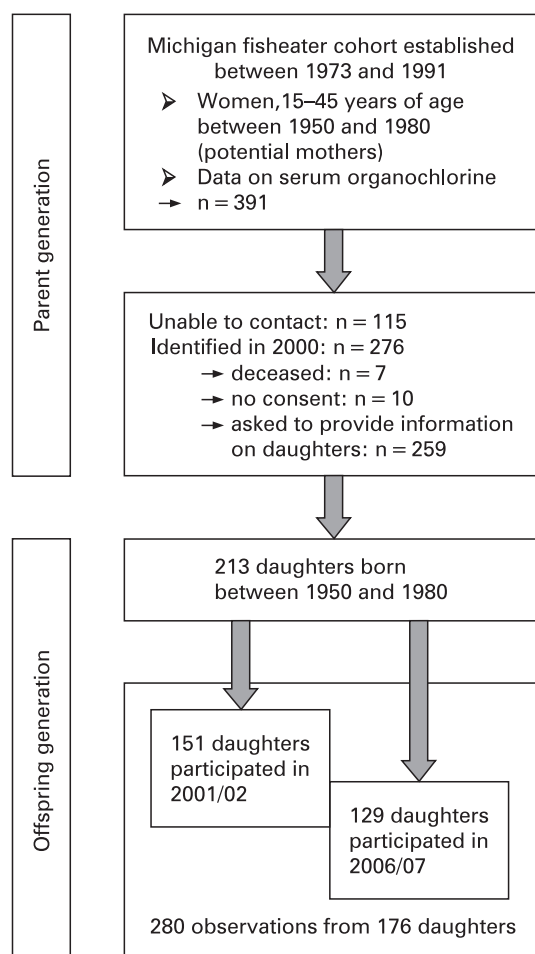 Parent generation
Michigan fisheater cohort established
between 1973 and 1991
➢ Women,15–45 years of age
between 1950 and 1980
(potential mothers)
➢ Data on serum organochlorine
→ n = 391
Unable to contact: n = 115
Identified in 2000: n = 276
→ deceased: n = 7
→ no consent: n = 10
→ asked to provide information
on daughters: n = 259
Offspring generation
213 daughters born
between 1950 and 1980
151 daughters
participated in
2001/02
129 daughters
participated in
2006/07
280 observations from 176 daughters